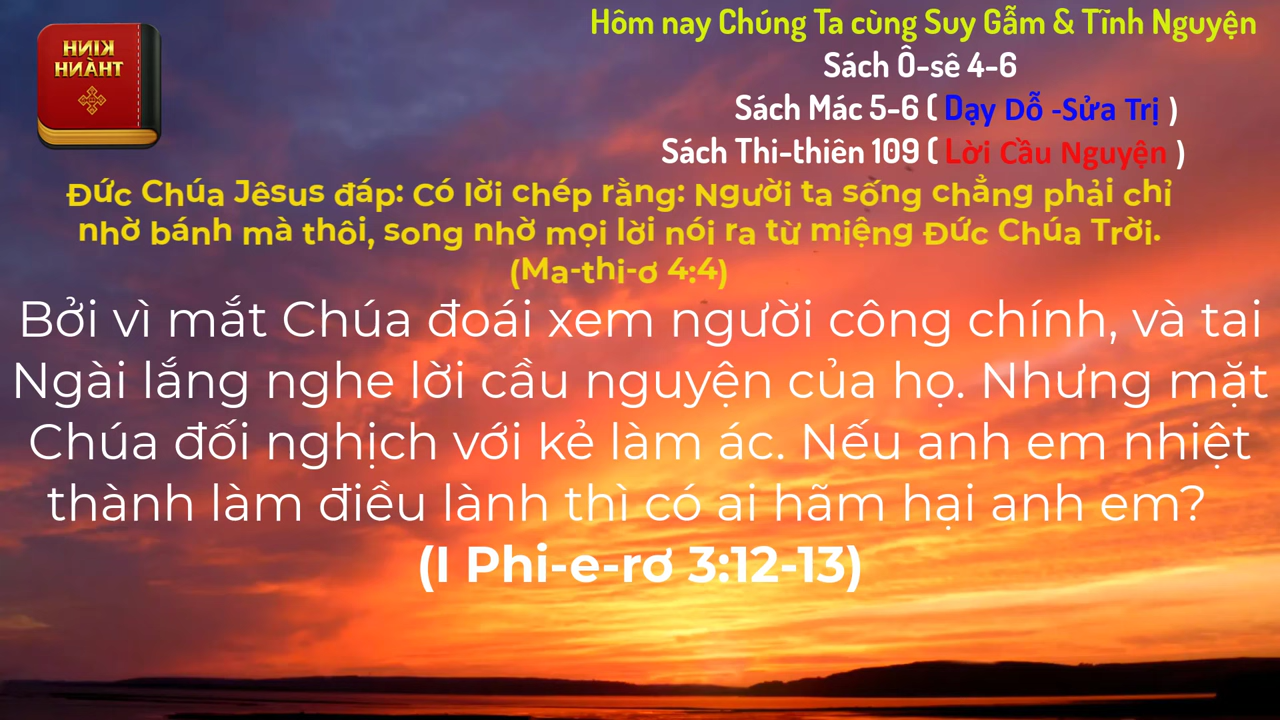 KINH
THÁNH
Hôm nay Chúng Ta cùng Suy Gẫm & Tĩnh Nguyện
Sách Ô-sê 4-6
Sách Mác 5-6 ( Dạy Dỗ -Sửa Trị )
Sách Thi-thiên 109 ( Lời Cầu Nguyện )
Đức Chúa Jêsus đáp: Có lời chép rằng: Người ta sống chẳng phải chỉ
nhờ bánh mà thôi, song nhờ mọi lời nói ra từ miệng Đức Chúa Trời.
(Ma-thi-ơ 4:4)
Bởi vì mắt Chúa đoái xem người công chính, và tai
Ngài lắng nghe lời cầu nguyện của họ. Nhưng mặt
Chúa đối nghịch với kẻ làm ác. Nếu anh em nhiệt
thành làm điều lành thì có ai hãm hại anh em?
(I Phi-e-rơ 3:12-13)